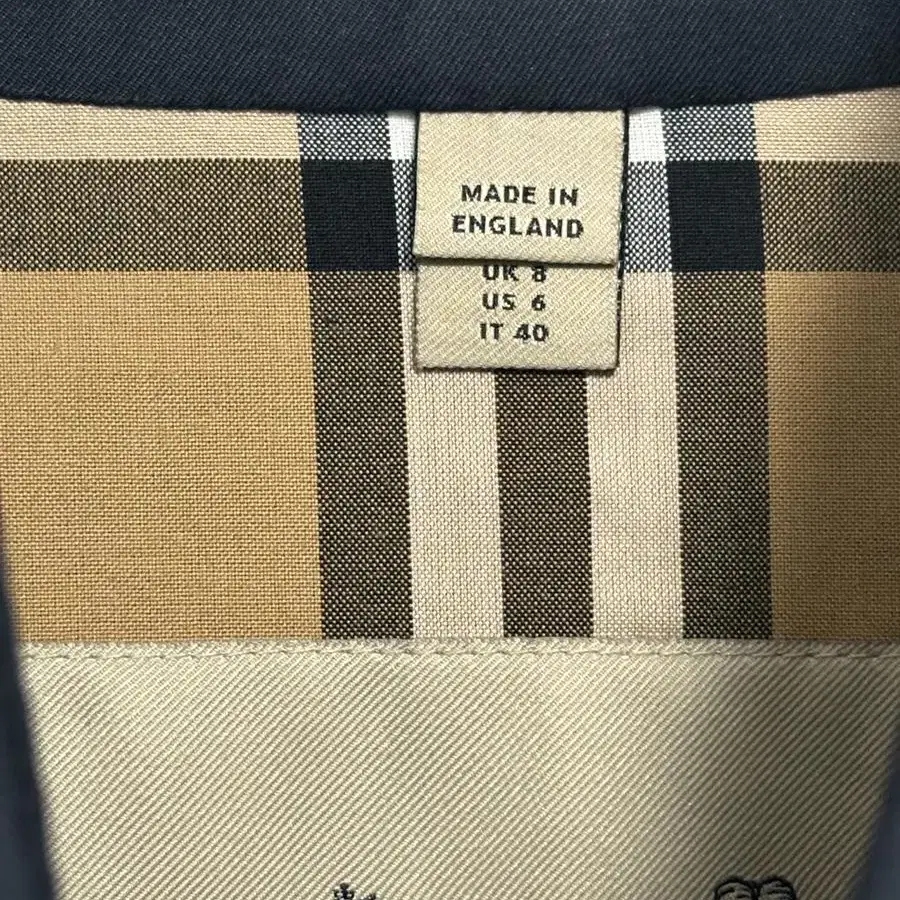 MADE IN
ENGLAND
UK 8
US 6
IT 40